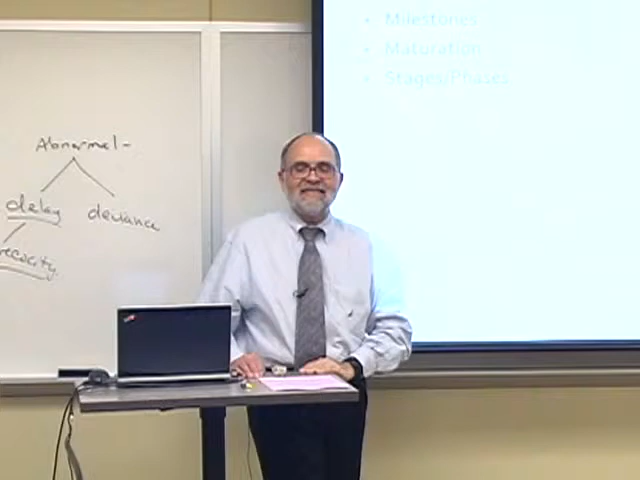 Abnormal -
delay deviance
recocity
• Milestones
• Maturation
• Stages/Phases